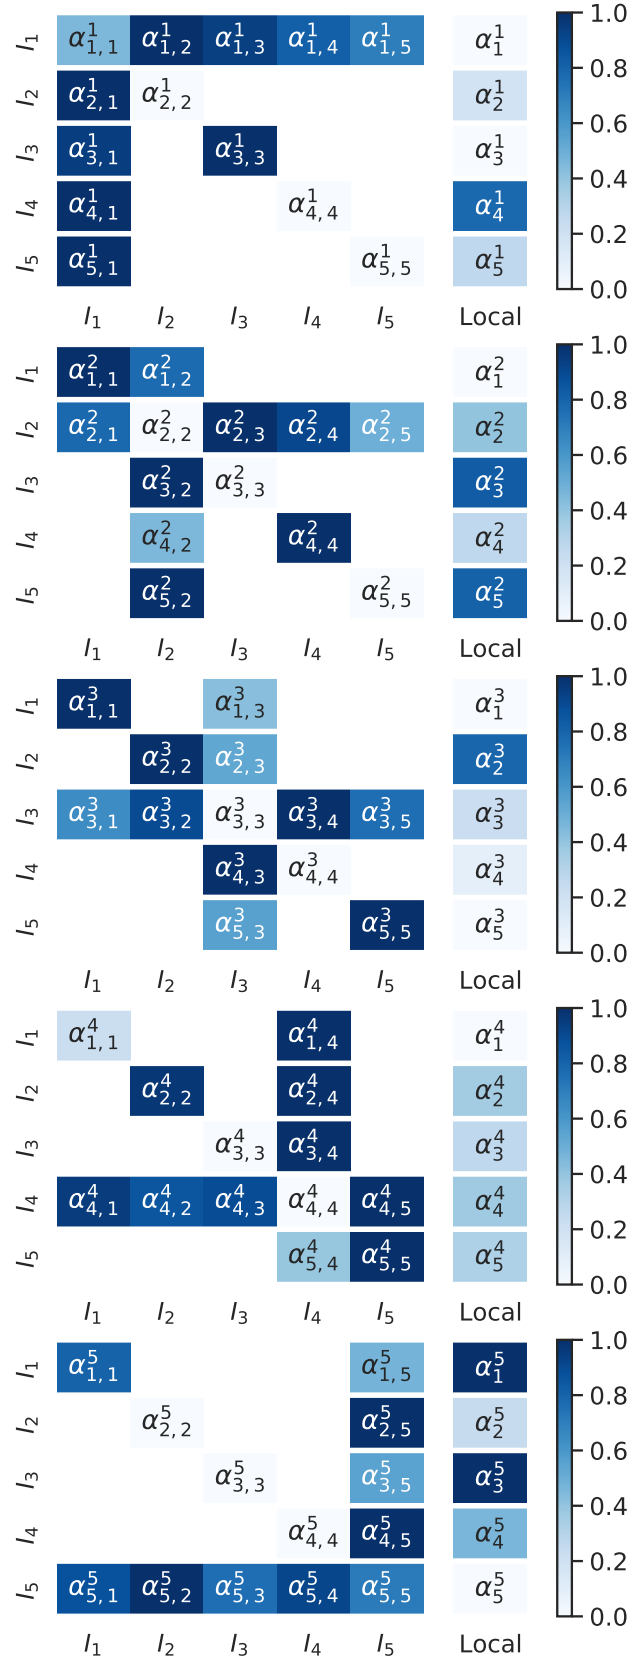 1.0
I₁ α¹₁,₁ α¹₁,₂ α¹₁,₃ α¹₁,₄ α¹₁,₅ α¹₁
0.8
I₂ α¹₂,₁ α¹₂,₂ α¹₂
0.6
I₃ α¹₃,₁ α¹₃,₃ α¹₃
0.4
I₄ α¹₄,₁ α¹₄,₄ α¹₄
0.2
I₅ α¹₅,₁ α¹₅,₅ α¹₅
0.0
I₁ I₂ I₃ I₄ I₅ Local
1.0
I₁ α²₁,₁ α²₁,₂ α²₁
0.8
I₂ α²₂,₁ α²₂,₂ α²₂,₃ α²₂,₄ α²₂,₅ α²₂
0.6
I₃ α²₃,₂ α²₃,₃ α²₃
0.4
I₄ α²₄,₂ α²₄,₄ α²₄
0.2
I₅ α²₅,₂ α²₅,₅ α²₅
0.0
I₁ I₂ I₃ I₄ I₅ Local
1.0
I₁ α³₁,₁ α³₁,₃ α³₁
0.8
I₂ α³₂,₂ α³₂,₃ α³₂
0.6
I₃ α³₃,₁ α³₃,₂ α³₃,₃ α³₃,₄ α³₃,₅ α³₃
0.4
I₄ α³₄,₃ α³₄,₄ α³₄
0.2
I₅ α³₅,₃ α³₅,₅ α³₅
0.0
I₁ I₂ I₃ I₄ I₅ Local
1.0
I₁ α⁴₁,₁ α⁴₁,₄ α⁴₁
0.8
I₂ α⁴₂,₂ α⁴₂,₄ α⁴₂
0.6
I₃ α⁴₃,₃ α⁴₃,₄ α⁴₃
0.4
I₄ α⁴₄,₁ α⁴₄,₂ α⁴₄,₃ α⁴₄,₄ α⁴₄,₅ α⁴₄
0.2
I₅ α⁴₅,₄ α⁴₅,₅ α⁴₅
0.0
I₁ I₂ I₃ I₄ I₅ Local
1.0
I₁ α⁵₁,₁ α⁵₁,₅ α⁵₁
0.8
I₂ α⁵₂,₂ α⁵₂,₅ α⁵₂
0.6
I₃ α⁵₃,₃ α⁵₃,₅ α⁵₃
0.4
I₄ α⁵₄,₄ α⁵₄,₅ α⁵₄
0.2
I₅ α⁵₅,₁ α⁵₅,₂ α⁵₅,₃ α⁵₅,₄ α⁵₅,₅ α⁵₅
0.0
I₁ I₂ I₃ I₄ I₅ Local